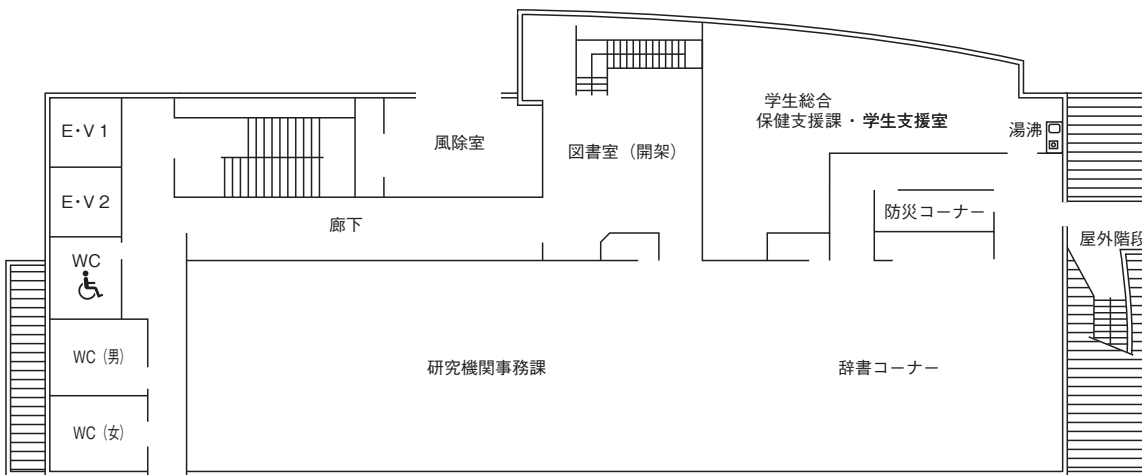 E・V 1
E・V 2
WC
WC（男）
WC（女）
廊下
風除室
図書室（開架）
学生総合
保健支援課・学生支援室
湯沸
防災コーナー
屋外階段
研究機関事務課
辞書コーナー